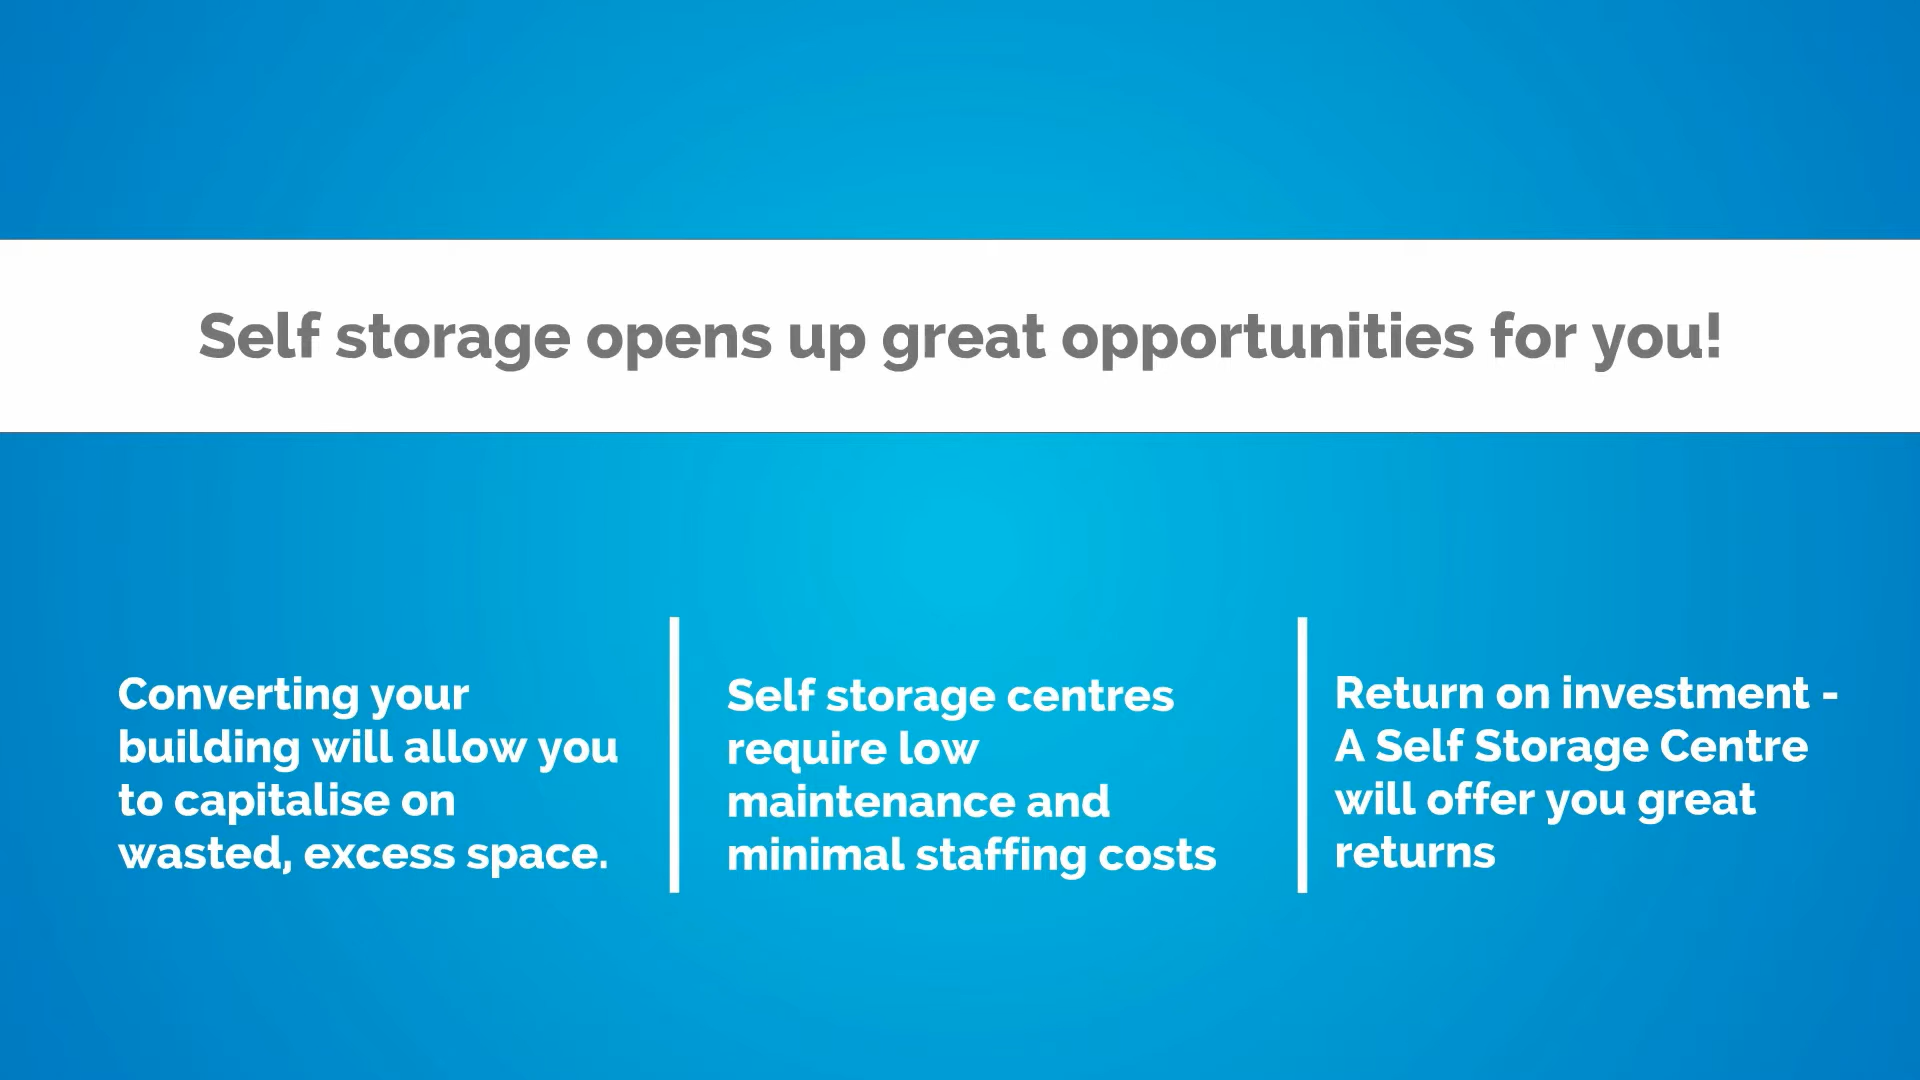 Self storage opens up great opportunities for you!
Converting your
building will allow you
to capitalise on
wasted, excess space.
Self storage centres
require low
maintenance and
minimal staffing costs
Return on investment -
A Self Storage Centre
will offer you great
returns